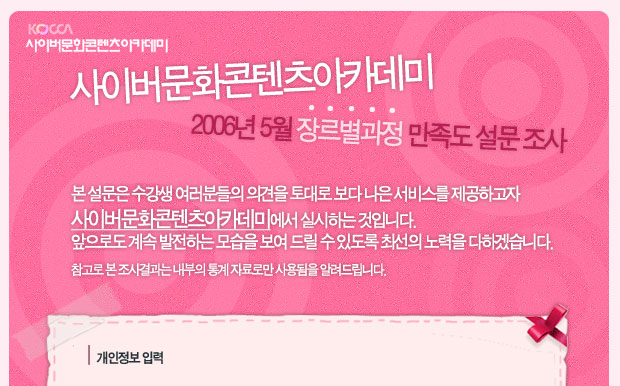 KOCCA
사이버문화콘텐츠아카데미
사이버문화콘텐츠아카데미
2006년 5월 장르별과정 만족도 설문 조사
본 설문은 수강생 여러분들의 의견을 토대로 보다 나은 서비스를 제공하고자
사이버문화콘텐츠아카데미에서 실시하는 것입니다.
앞으로도 계속 발전하는 모습을 보여 드릴 수 있도록 최선의 노력을 다하겠습니다.
참고로 본 조사결과는 내부의 통계 자료로만 사용됨을 알려드립니다.
개인정보 입력